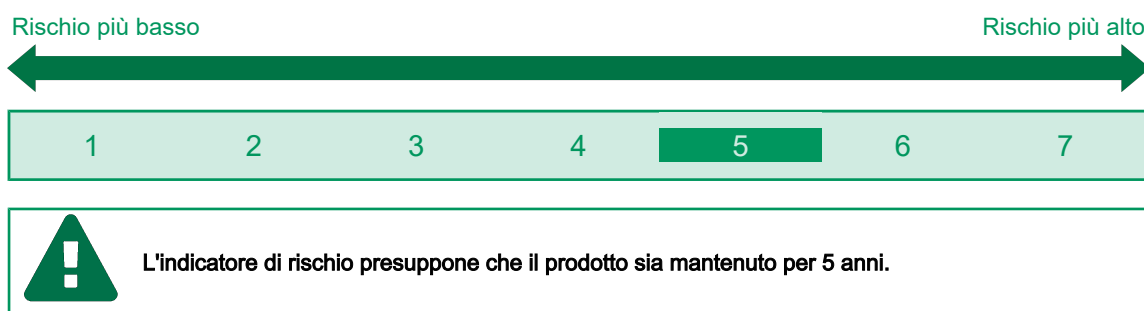 Rischio più basso Rischio più alto
1 2 3 4 5 6 7
L'indicatore di rischio presuppone che il prodotto sia mantenuto per 5 anni.